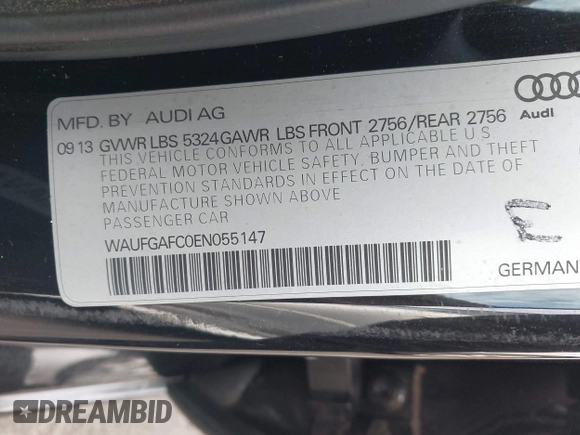 MFD. BY AUDI AG
Audi
09 13 GVWR LBS 5324 GAWR LBS FRONT 2756/REAR 2756
THIS VEHICLE CONFORMS TO ALL APPLICABLE U.S
FEDERAL MOTOR VEHICLE SAFETY, BUMPER AND THEFT
PREVENTION STANDARDS IN EFFECT ON DATE OF
MANUFACTURE SHOWN ABOVE
PASSENGER CAR
WAUFGAFC0EN055147
E
GERMAN
DREAMBID